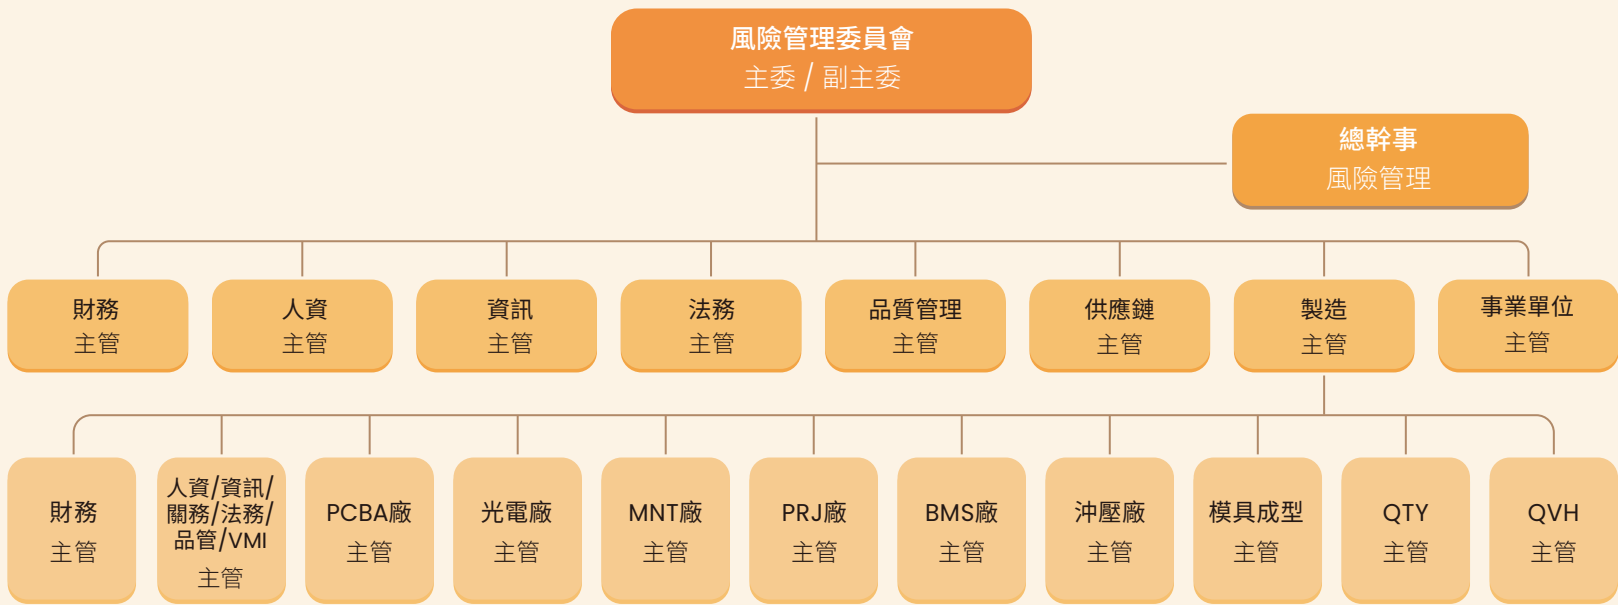 風險管理委員會
主委 / 副主委
總幹事
風險管理
財務
主管
人資
主管
資訊
主管
法務
主管
品質管理
主管
供應鏈
主管
製造
主管
事業單位
主管
財務
主管
人資/資訊/
關務/法務/
品管/VMI
主管
PCBA廠
主管
光電廠
主管
MNT廠
主管
PRJ廠
主管
BMS廠
主管
沖壓廠
主管
模具成型
主管
QTY
主管
QVH
主管